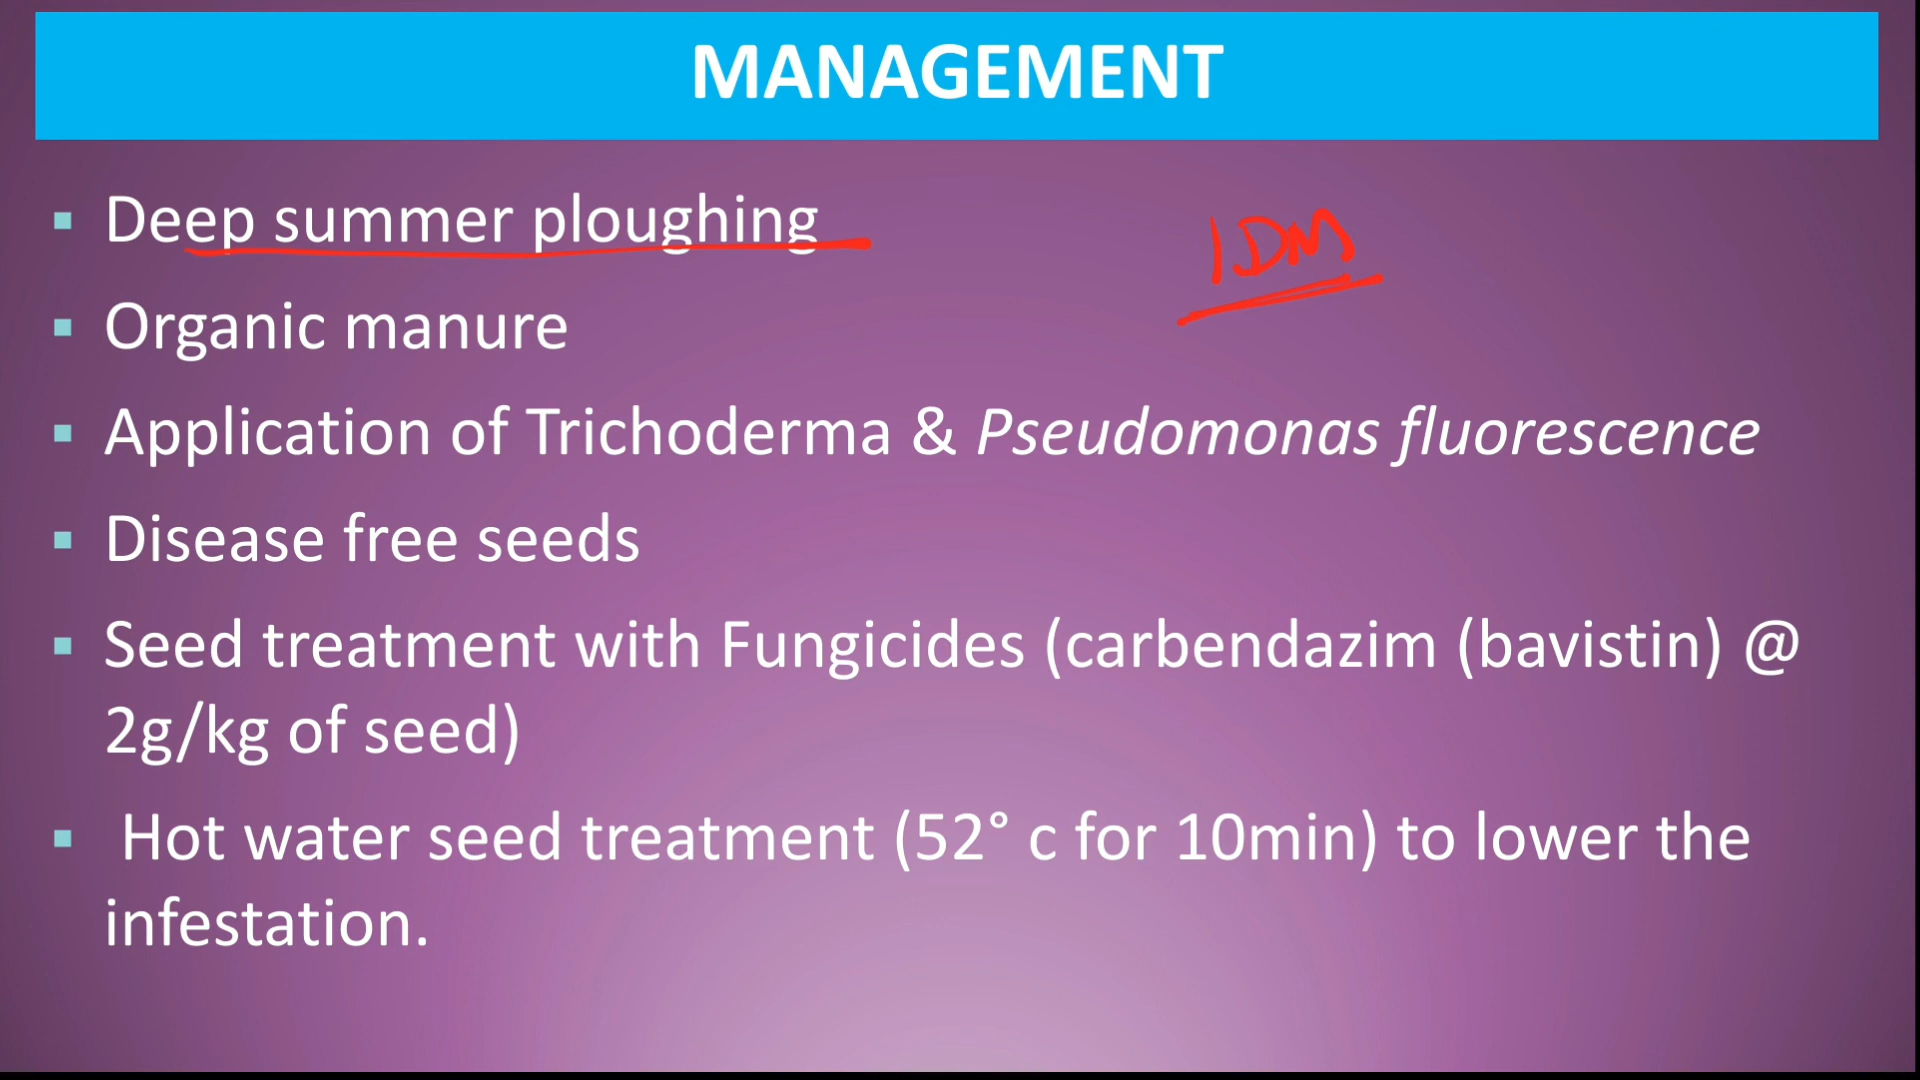 MANAGEMENT
▪ Deep summer ploughing
IDM
▪ Organic manure
▪ Application of Trichoderma & Pseudomonas fluorescence
▪ Disease free seeds
▪ Seed treatment with Fungicides (carbendazim (bavistin) @
2g/kg of seed)
▪ Hot water seed treatment (52° c for 10min) to lower the
infestation.